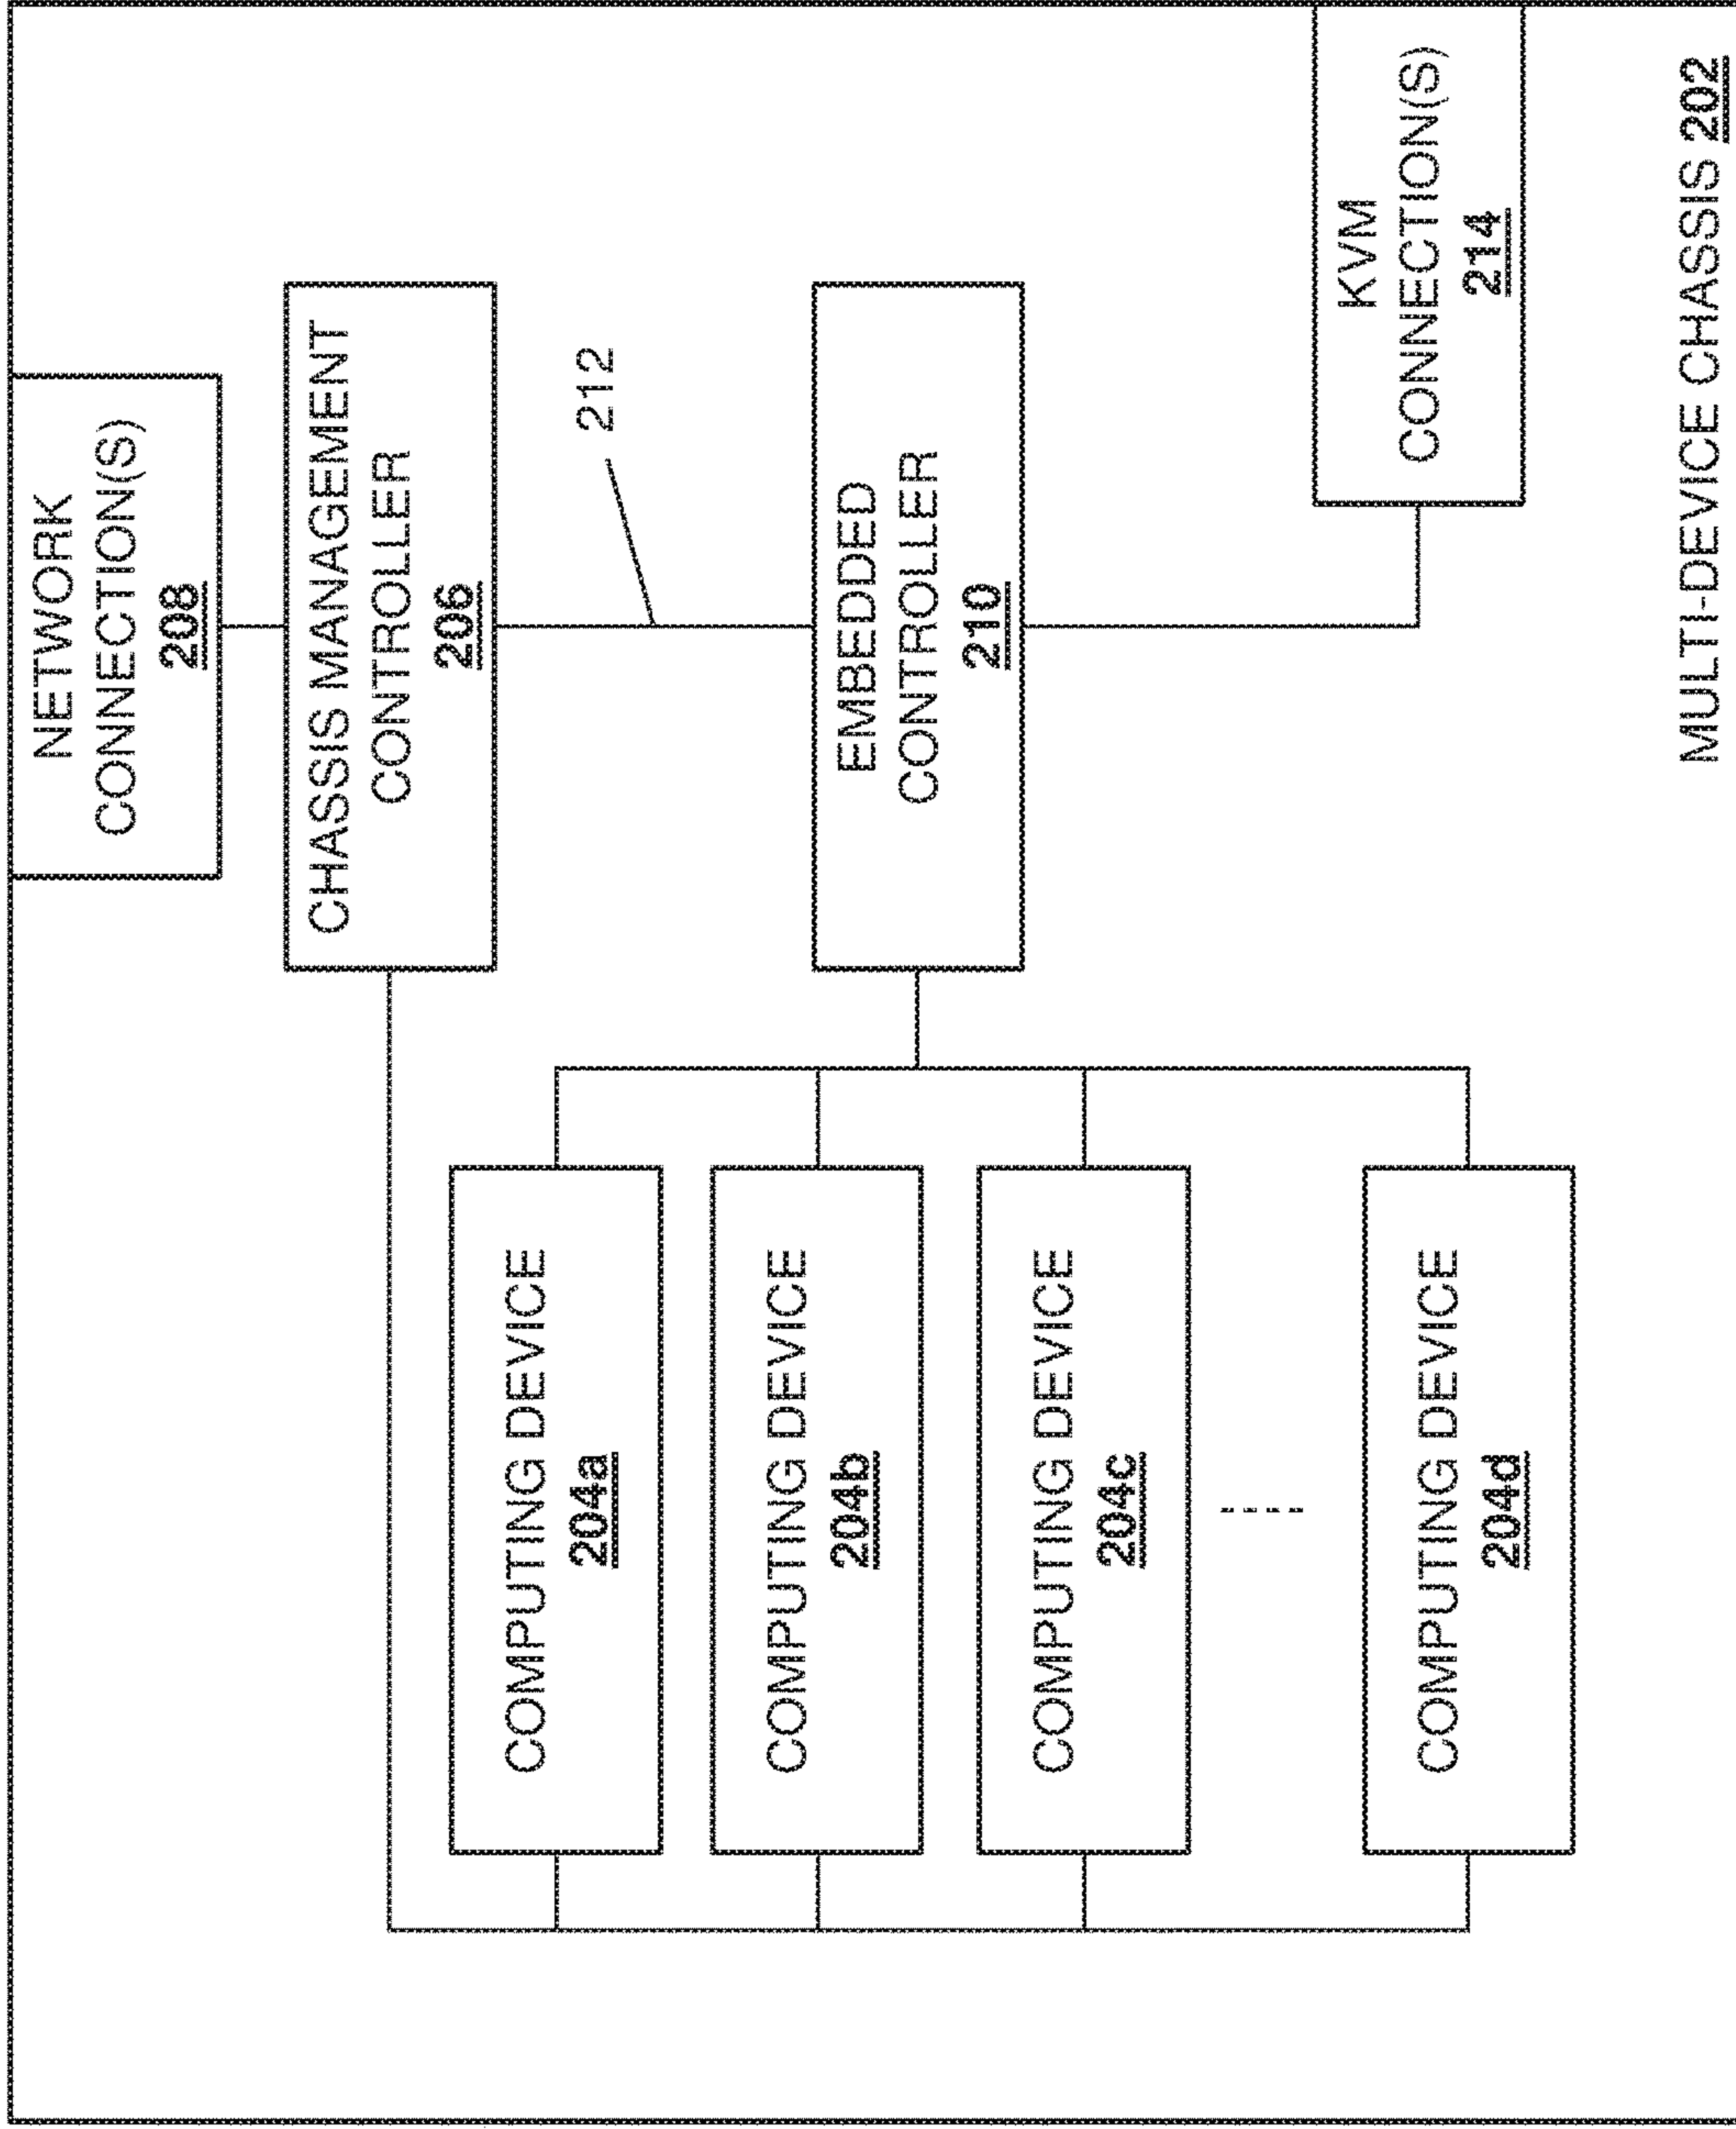 NETWORK
CONNECTION(S)
208
CHASSIS MANAGEMENT
CONTROLLER
206
212
EMBEDDED
CONTROLLER
210
KVM
CONNECTION(S)
214
COMPUTING DEVICE
204a
COMPUTING DEVICE
204b
COMPUTING DEVICE
204c
COMPUTING DEVICE
204d
MULTI-DEVICE CHASSIS 202